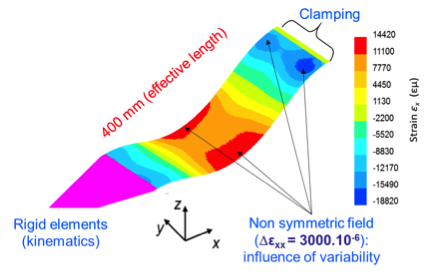 Clamping
400 mm (effective length)
14420
11100
7770
4450
1130
-2200
-5520
-8830
-12170
-15490
-18820
Strain εₓ (εμ)
Rigid elements
(kinematics)
z
y
x
Non symmetric field
(Δεxx = 3000.10⁻⁶):
influence of variability